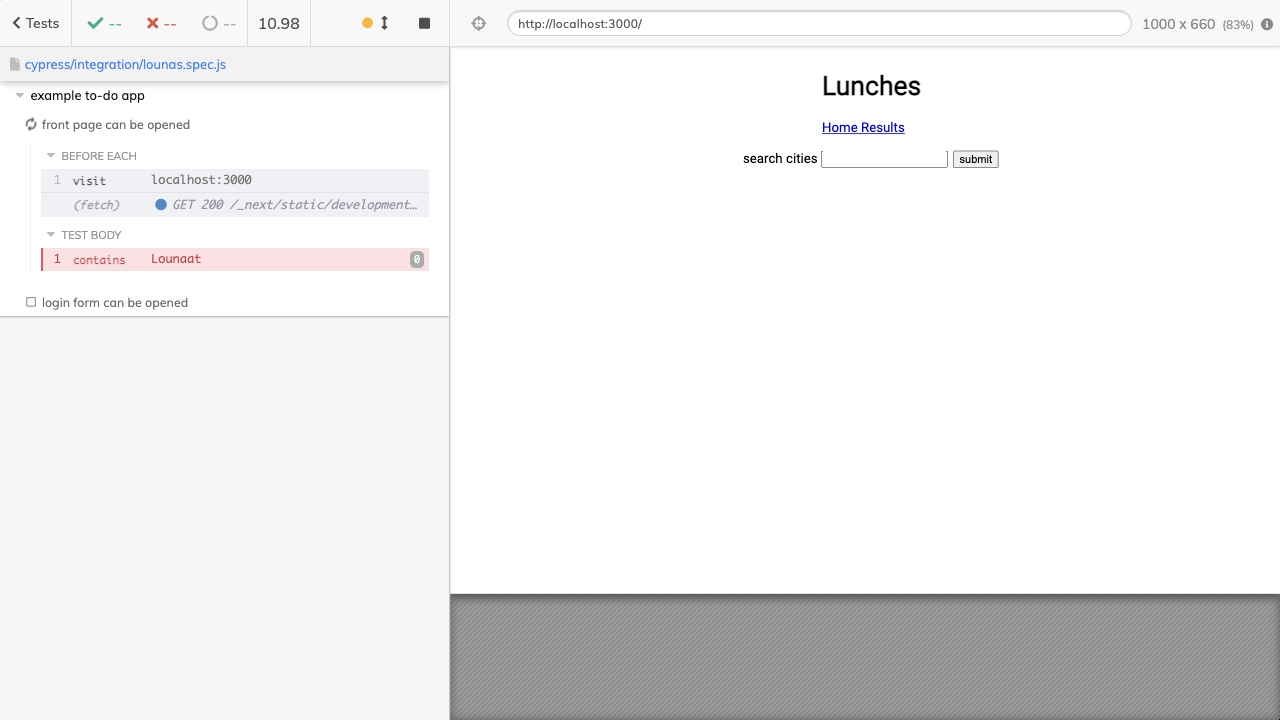 Tests -- -- -- 10.98
http://localhost:3000/ 1000 x 660 (83%)
cypress/integration/lounas.spec.js
example to-do app
front page can be opened
BEFORE EACH
1 visit localhost:3000
(fetch) GET 200 /_next/static/development…
TEST BODY
1 contains Lounaat 0
login form can be opened
Lunches
Home Results
search cities submit